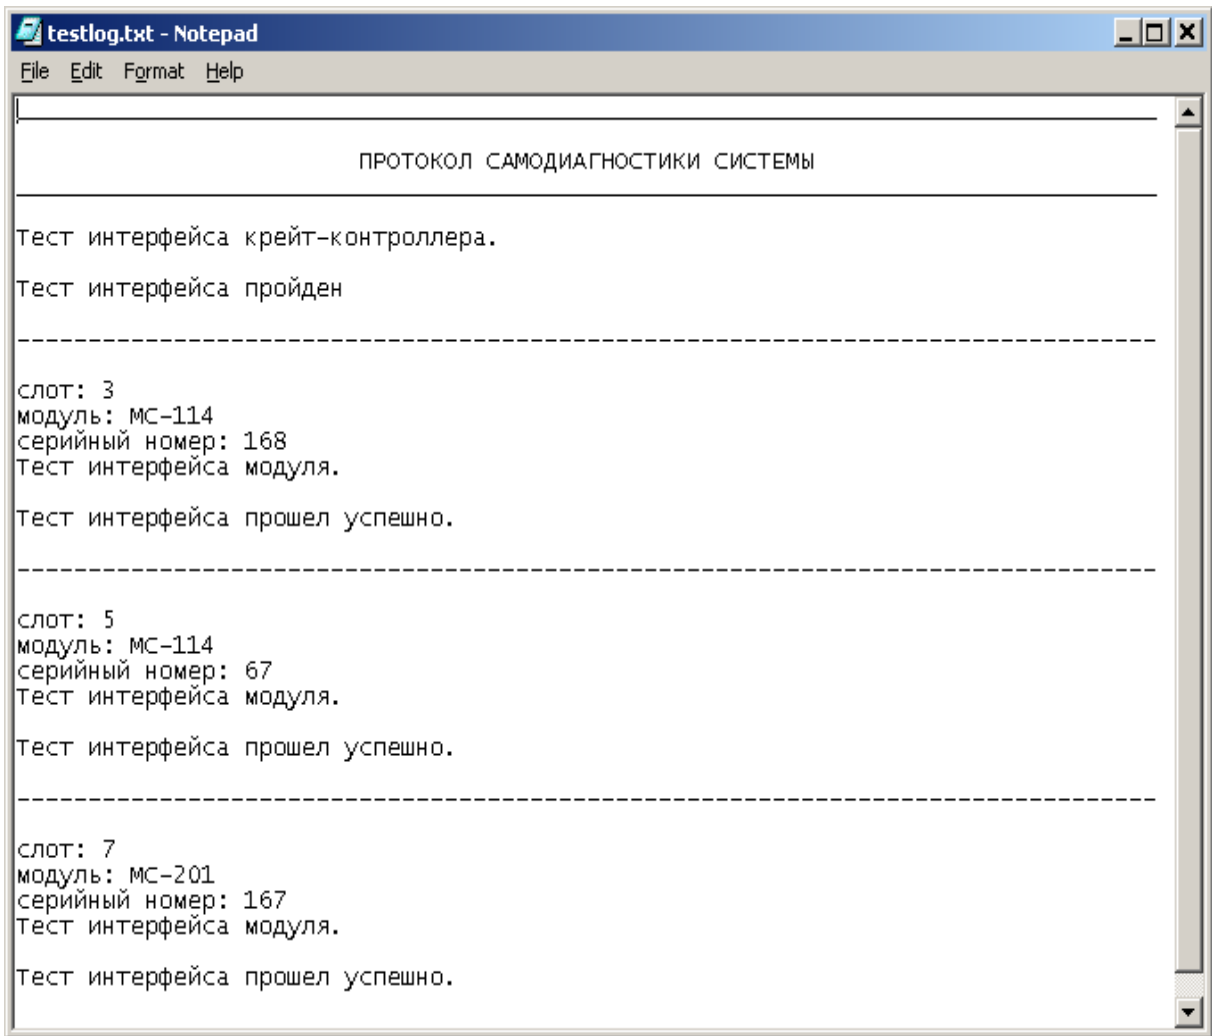 testlog.txt - Notepad
File Edit Format Help
ПРОТОКОЛ САМОДИАГНОСТИКИ СИСТЕМЫ
Тест интерфейса крейт-контроллера.
Тест интерфейса пройден
--------------------------------------------------------------------------------
слот: 3
модуль: МС-114
серийный номер: 168
Тест интерфейса модуля.
Тест интерфейса прошел успешно.
--------------------------------------------------------------------------------
слот: 5
модуль: МС-114
серийный номер: 67
Тест интерфейса модуля.
Тест интерфейса прошел успешно.
--------------------------------------------------------------------------------
слот: 7
модуль: МС-201
серийный номер: 167
Тест интерфейса модуля.
Тест интерфейса прошел успешно.